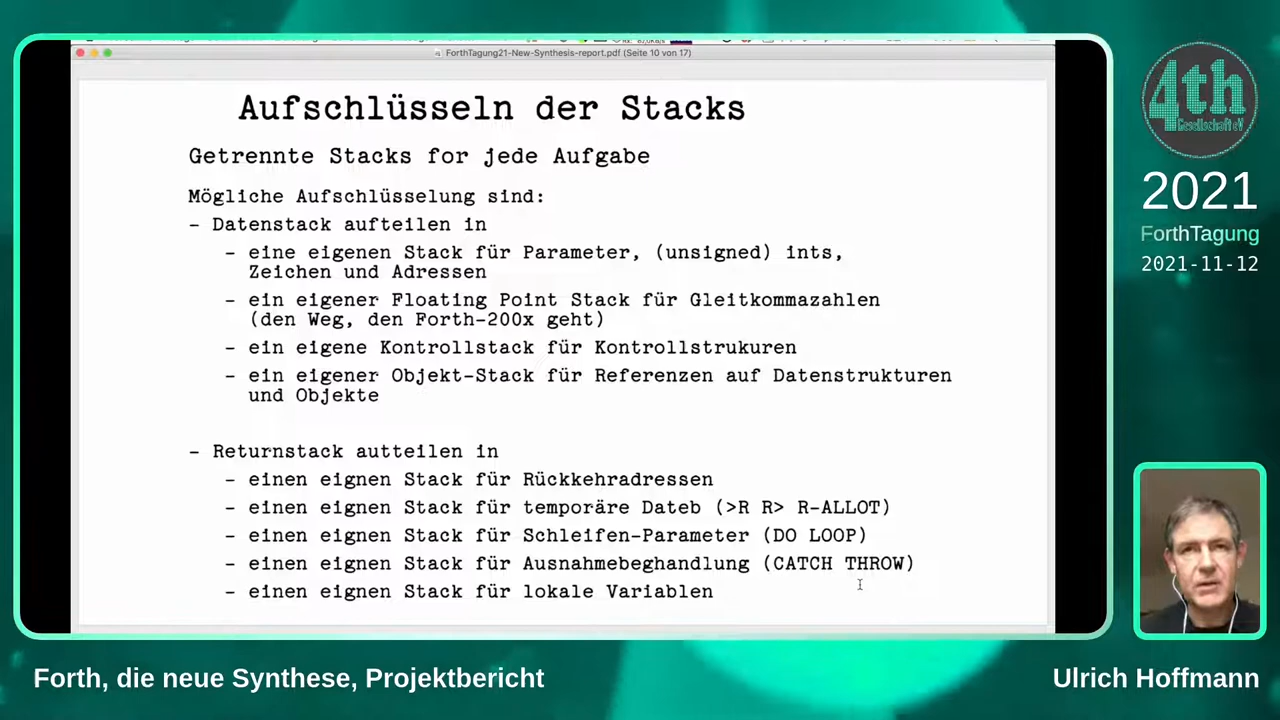 ForthTagung21-New-Synthesis-report.pdf (Seite 10 von 17)
Aufschlüsseln der Stacks
Getrennte Stacks for jede Aufgabe
Mögliche Aufschlüsselung sind:
- Datenstack aufteilen in
- eine eigenen Stack für Parameter, (unsigned) ints,
Zeichen und Adressen
- ein eigener Floating Point Stack für Gleitkommazahlen
(den Weg, den Forth-200x geht)
- ein eigene Kontrollstack für Kontrollstrukuren
- ein eigener Objekt-Stack für Referenzen auf Datenstrukturen
und Objekte
- Returnstack autteilen in
- einen eignen Stack für Rückkehradressen
- einen eignen Stack für temporäre Dateb (>R R> R-ALLOT)
- einen eignen Stack für Schleifen-Parameter (DO LOOP)
- einen eignen Stack für Ausnahmebeghandlung (CATCH THROW)
- einen eignen Stack für lokale Variablen
4th
Gesellschaft eV
2021
ForthTagung
2021-11-12
Forth, die neue Synthese, Projektbericht
Ulrich Hoffmann